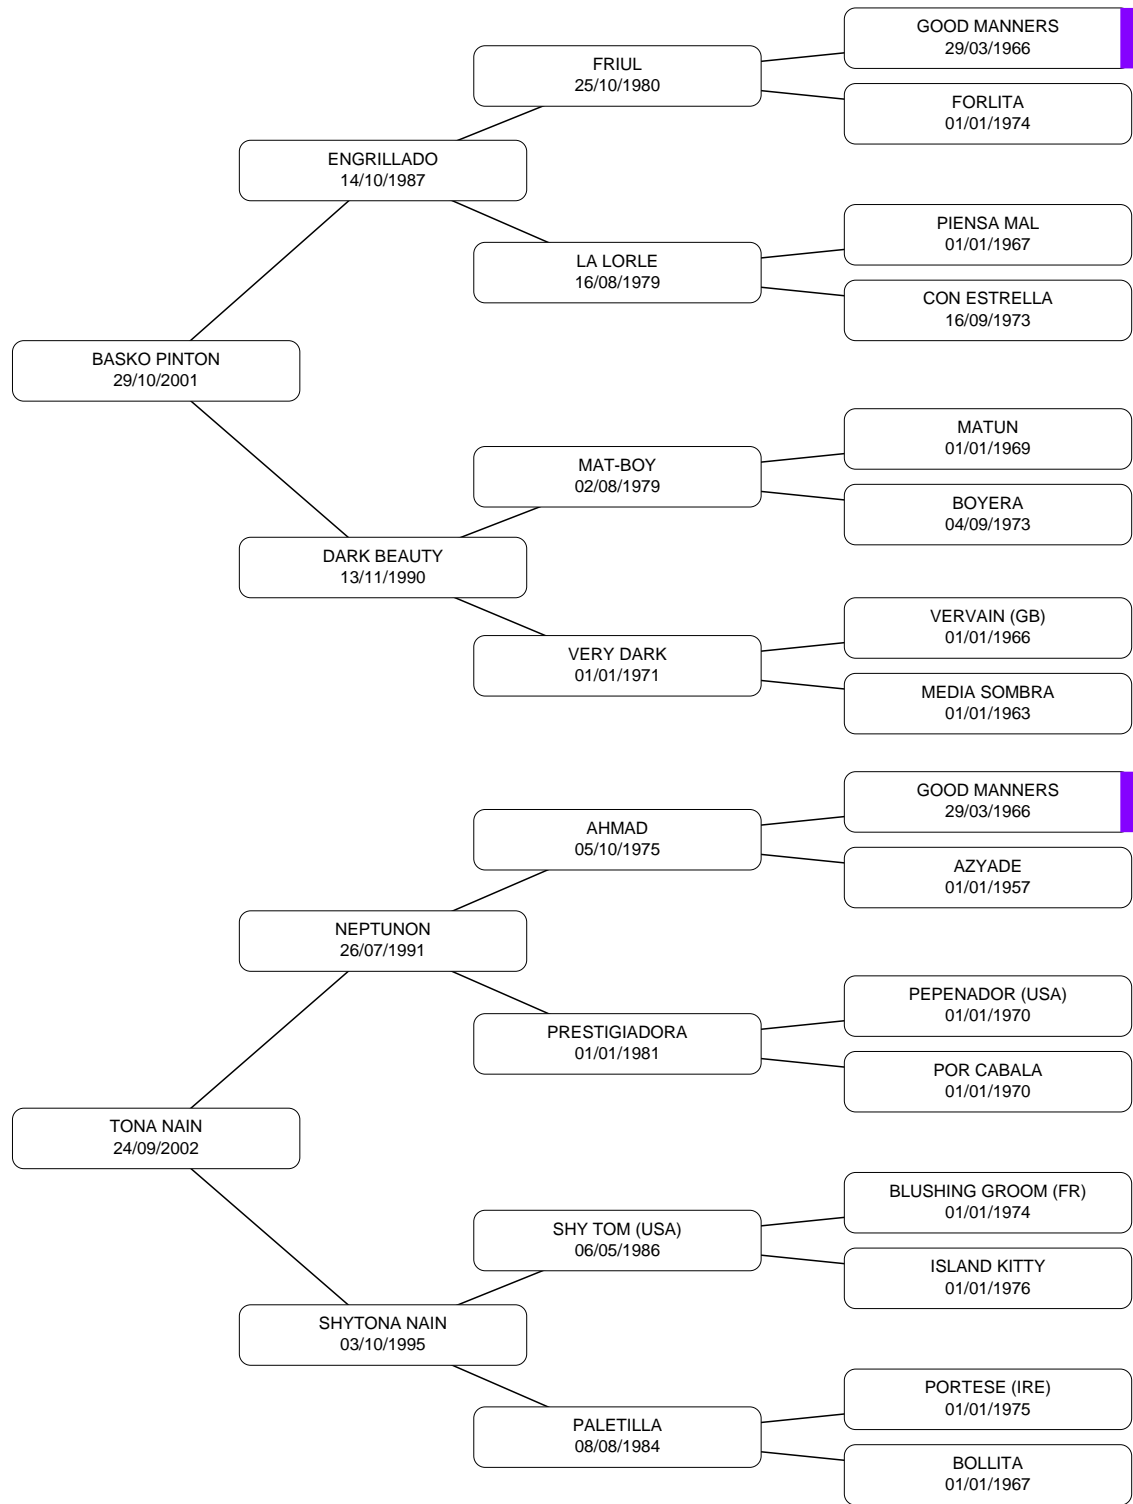 GOOD MANNERS
29/03/1966
FRIUL
25/10/1980
FORLITA
01/01/1974
ENGRILLADO
14/10/1987
PIENSA MAL
01/01/1967
LA LORLE
16/08/1979
CON ESTRELLA
16/09/1973
BASKO PINTON
29/10/2001
MATUN
01/01/1969
MAT-BOY
02/08/1979
BOYERA
04/09/1973
DARK BEAUTY
13/11/1990
VERVAIN (GB)
01/01/1966
VERY DARK
01/01/1971
MEDIA SOMBRA
01/01/1963
GOOD MANNERS
29/03/1966
AHMAD
05/10/1975
AZYADE
01/01/1957
NEPTUNON
26/07/1991
PEPENADOR (USA)
01/01/1970
PRESTIGIADORA
01/01/1981
POR CABALA
01/01/1970
TONA NAIN
24/09/2002
BLUSHING GROOM (FR)
01/01/1974
SHY TOM (USA)
06/05/1986
ISLAND KITTY
01/01/1976
SHYTONA NAIN
03/10/1995
PORTESE (IRE)
01/01/1975
PALETILLA
08/08/1984
BOLLITA
01/01/1967